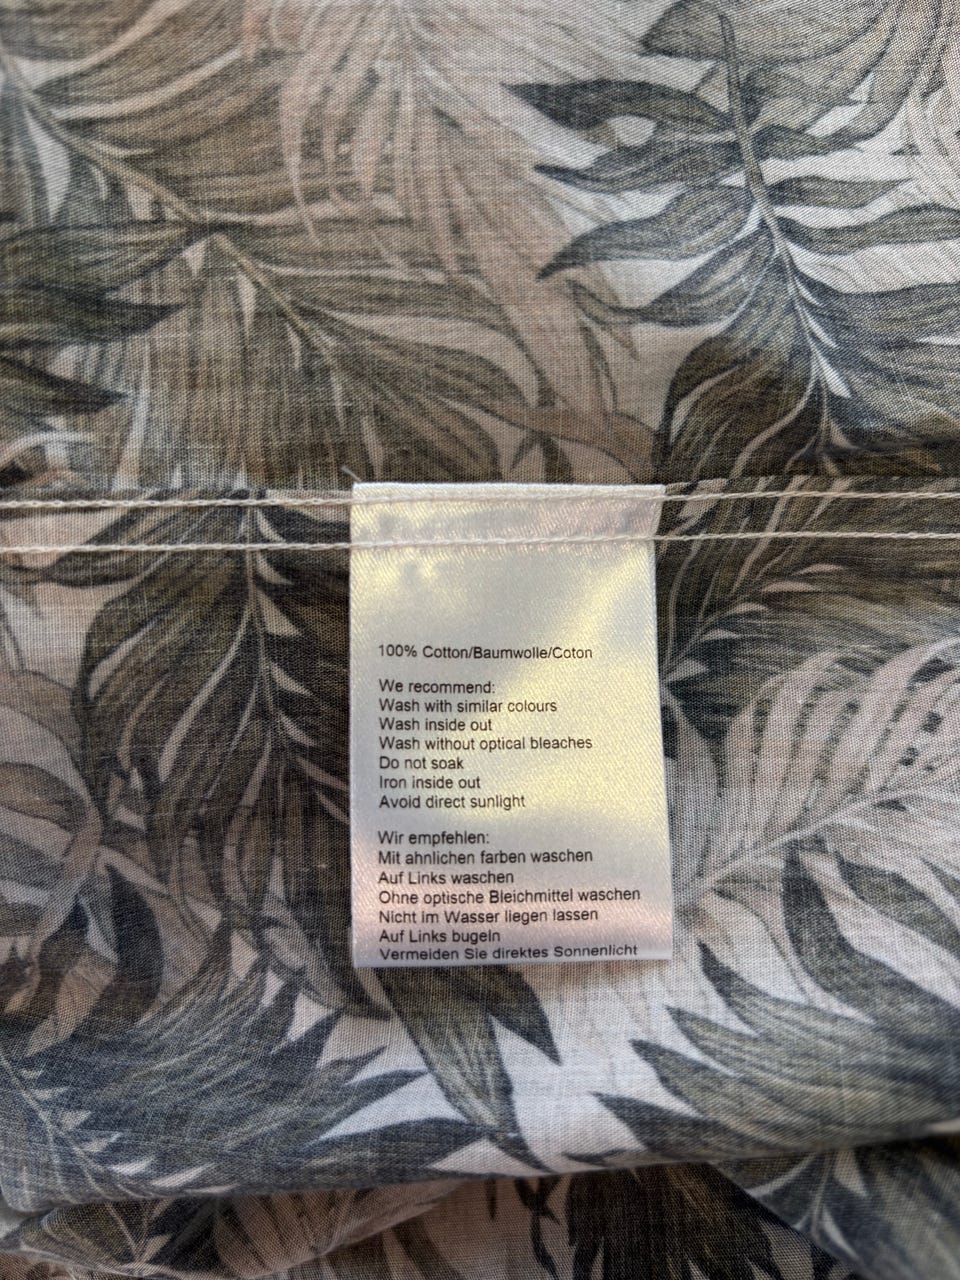 100% Cotton/Baumwolle/Coton
We recommend:
Wash with similar colours
Wash inside out
Wash without optical bleaches
Do not soak
Iron inside out
Avoid direct sunlight
Wir empfehlen:
Mit ahnlichen farben waschen
Auf Links waschen
Ohne optische Bleichmittel waschen
Nicht im Wasser liegen lassen
Auf Links bugeln
Vermeiden Sie direktes Sonnenlicht